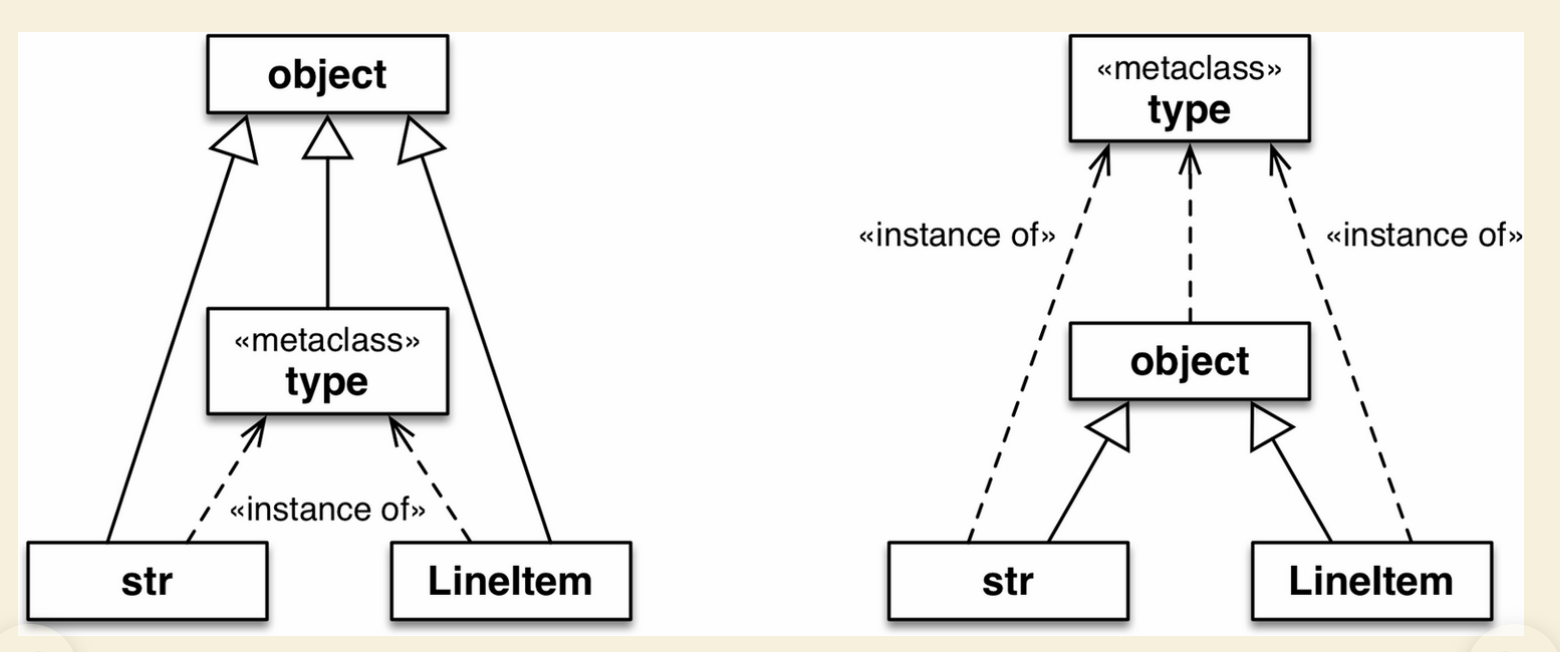 object
«metaclass»
type
«instance of»
str
LineItem
«metaclass»
type
«instance of»
«instance of»
object
str
LineItem